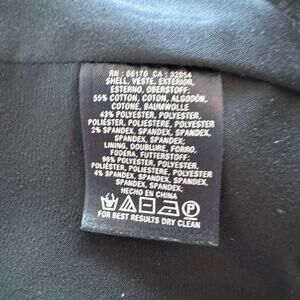 RN : 66170 CA : 32054
SHELL, VESTE, EXTERIOR,
ESTERNO, OBERSTOFF:
55% COTTON, COTON, ALGODÓN,
COTONE, BAUMWOLLE
43% POLYESTER, POLYESTER,
POLIÉSTER, POLIESTERE, POLYESTER
2% SPANDEX, SPANDEX, SPANDEX,
SPANDEX, SPANDEX
LINING, DOUBLURE, FORRO,
FODERA, FUTTERSTOFF:
96% POLYESTER, POLYESTER,
POLIÉSTER, POLIESTERE, POLYESTER
4% SPANDEX, SPANDEX, SPANDEX,
SPANDEX, SPANDEX
HECHO EN CHINA
FOR BEST RESULTS DRY CLEAN